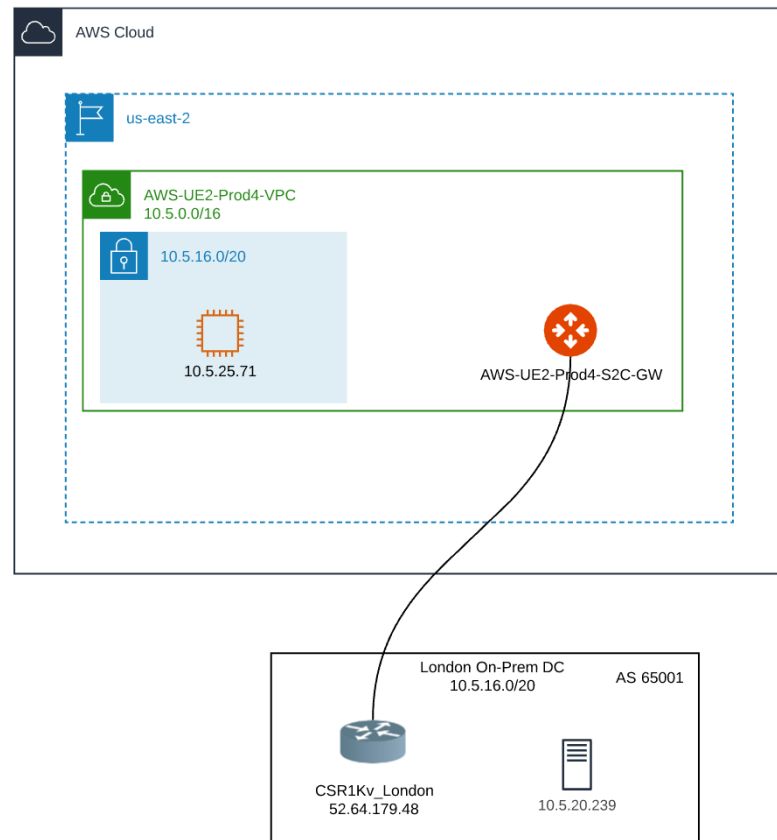 AWS Cloud
us-east-2
AWS-UE2-Prod4-VPC
10.5.0.0/16
10.5.16.0/20
10.5.25.71
AWS-UE2-Prod4-S2C-GW
London On-Prem DC
10.5.16.0/20
AS 65001
CSR1Kv_London
52.64.179.48
10.5.20.239